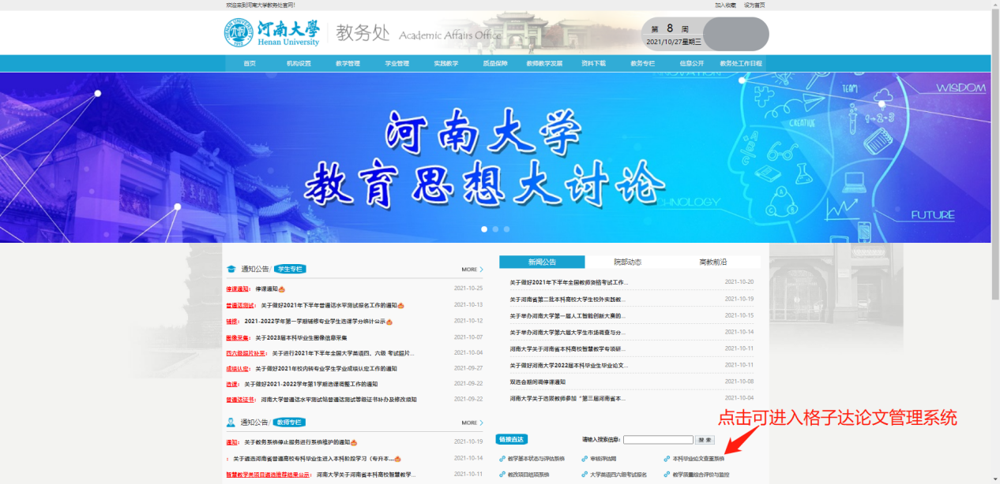 欢迎来到河南大学教务处官网！
加入收藏 设为首页
河南大學
Henan University
教务处 Academic Affairs Office
第 8 周
2021/10/27星期三
首页 机构设置 教学管理 学业管理 实践教学 质量保障 教师教学发展 资料下载 教务专栏 信息公开 教务处工作日程
INNOVATION
TEAM
WISDOM
CREATIVE
1→2→3
河南大学
教育思想大讨论
TECHNOLOGY
FUTURE
通知公告/ 学生专栏 MORE
停课通知： 停课通知 2021-10-25
普通话测试： 关于做好2021年下半年普通话水平测试报名工作的通知 2021-10-13
辅修： 2021-2022学年第一学期辅修专业学生选课学分统计公示 2021-10-12
图像采集： 关于2023届本科毕业生图像信息采集 2021-10-07
四六级照片补采： 关于进行2021年下半年全国大学英语四、六级 考试照片... 2021-10-04
成绩认定： 关于做好2021年校内转专业学生学业成绩认定工作的通知 2021-09-27
选课： 关于做好2021-2022学年第1学期选课调整工作的通知 2021-09-22
普通话证书： 河南大学普通话水平测试站普通话测试等级证书补办及修改须知 2021-09-22
新闻公告 院部动态 高教前沿
关于做好2021年下半年全国教师资格考试工作... 2021-10-20
关于河南省第二批本科高校大学生校外实践教... 2021-10-19
关于举办河南大学第一届人工智能创新大赛的... 2021-10-15
关于举办河南大学第六届大学生市场调查与分... 2021-10-14
河南大学关于河南省本科高校智慧教学专项研... 2021-10-11
关于做好河南大学2022届本科毕业生毕业论文... 2021-10-11
双选会期间调停课通知 2021-10-08
河南大学关于选拔教师参加“第三届河南省本... 2021-10-04
点击可进入格子达论文管理系统
通知公告/ 教师专栏 MORE
通知： 关于教务系统停止服务进行系统维护的通知 2021-10-19
： 关于遴选河南省普通高校专科毕业生进入本科阶段学习（专升本... 2021-10-14
智慧教学类项目遴选推荐结果公示： 河南大学关于河南省本科高校智慧教学... 2021-10-11
链接直达 请输入搜索信息： 搜 索
教学基本状态与评估系统 审核评估网 本科毕业论文查重系统
教改项目结项系统 大学英语四六级考试报名 教学质量综合评价与监控